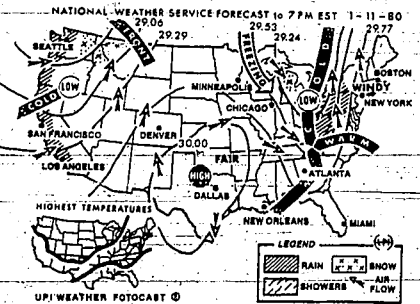 NATIONAL WEATHER SERVICE FORECAST to 7 PM EST 1-11-80
29.06
29.29
29.53
29.24
29.77
SEATTLE
FRONT
FREEZING
COLD
BOSTON
MINNEAPOLIS
WINDY
NEW YORK
COLD
LOW
LOW
CHICAGO
SAN FRANCISCO
DENVER
30.00
FAIR
WARM
LOS ANGELES
HIGH
ATLANTA
DALLAS
HIGHEST TEMPERATURES
NEW ORLEANS
MIAMI
LEGEND
RAIN
SNOW
SHOWERS
AIR FLOW
UPI WEATHER FOTOCAST ®